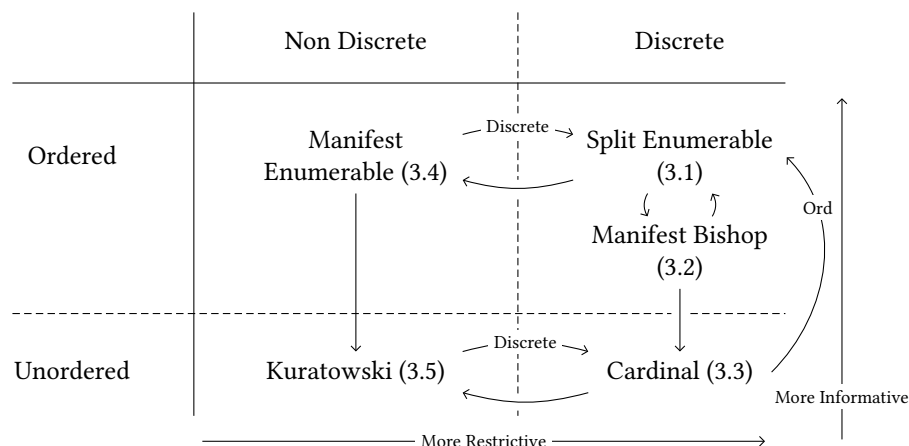 Non Discrete
Discrete
Ordered
Manifest
Enumerable (3.4)
Discrete
Split Enumerable
(3.1)
Manifest Bishop
(3.2)
Ord
Unordered
Kuratowski (3.5)
Discrete
Cardinal (3.3)
More Informative
More Restrictive